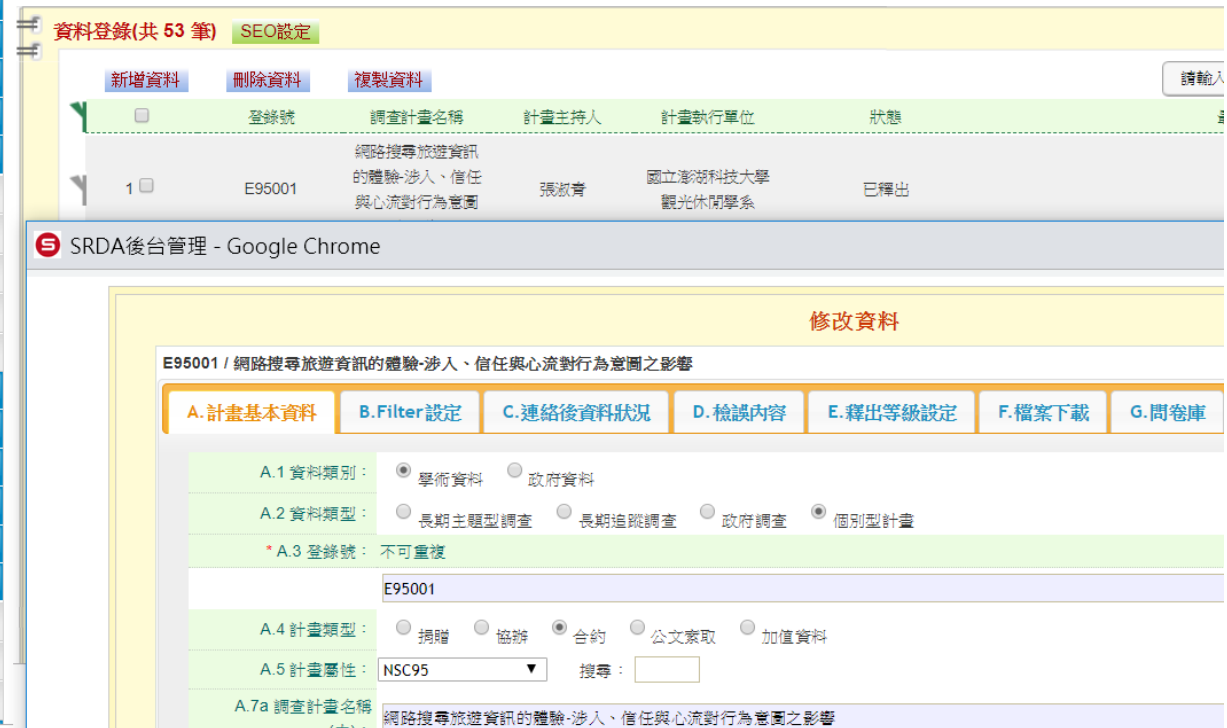 資料登錄(共 53 筆) SEO設定
新增資料 刪除資料 複製資料 請輸入
登錄號 調查計畫名稱 計畫主持人 計畫執行單位 狀態
網路搜尋旅遊資訊
的體驗-涉入、信任
與心流對行為意圖
1 E95001 張淑青 國立澎湖科技大學
觀光休閒學系 已釋出
SRDA後台管理 - Google Chrome
修改資料
E95001 / 網路搜尋旅遊資訊的體驗-涉入、信任與心流對行為意圖之影響
A.計畫基本資料 B.Filter設定 C.連絡後資料狀況 D.檢誤內容 E.釋出等級設定 F.檔案下載 G.問卷庫
A.1 資料類別： 學術資料 政府資料
A.2 資料類型： 長期主題型調查 長期追蹤調查 政府調查 個別型計畫
* A.3 登錄號： 不可重複
E95001
A.4 計畫類型： 捐贈 協辦 合約 公文索取 加值資料
A.5 計畫屬性： NSC95 搜尋：
A.7a 調查計畫名稱
網路搜尋旅遊資訊的體驗-涉入、信任與心流對行為意圖之影響